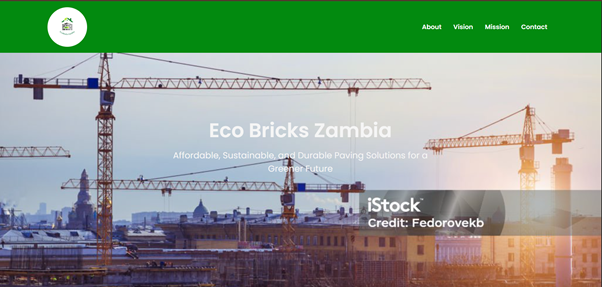 About Vision Mission Contact
Eco Bricks Zambia
Affordable, Sustainable, and Durable Paving Solutions for a
Greener Future
iStock
Credit: Fedorovekb